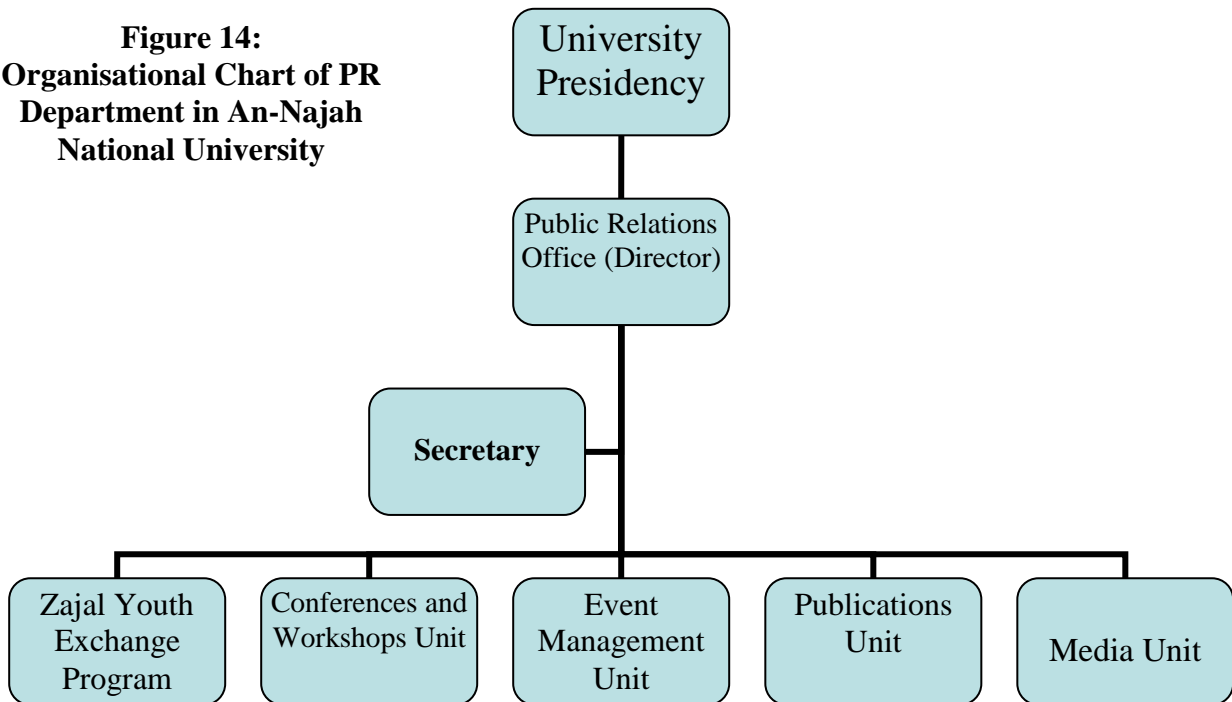 Figure 14:
Organisational Chart of PR
Department in An-Najah
National University
University
Presidency
Public Relations
Office (Director)
Secretary
Zajal Youth
Exchange
Program
Conferences and
Workshops Unit
Event
Management
Unit
Publications
Unit
Media Unit